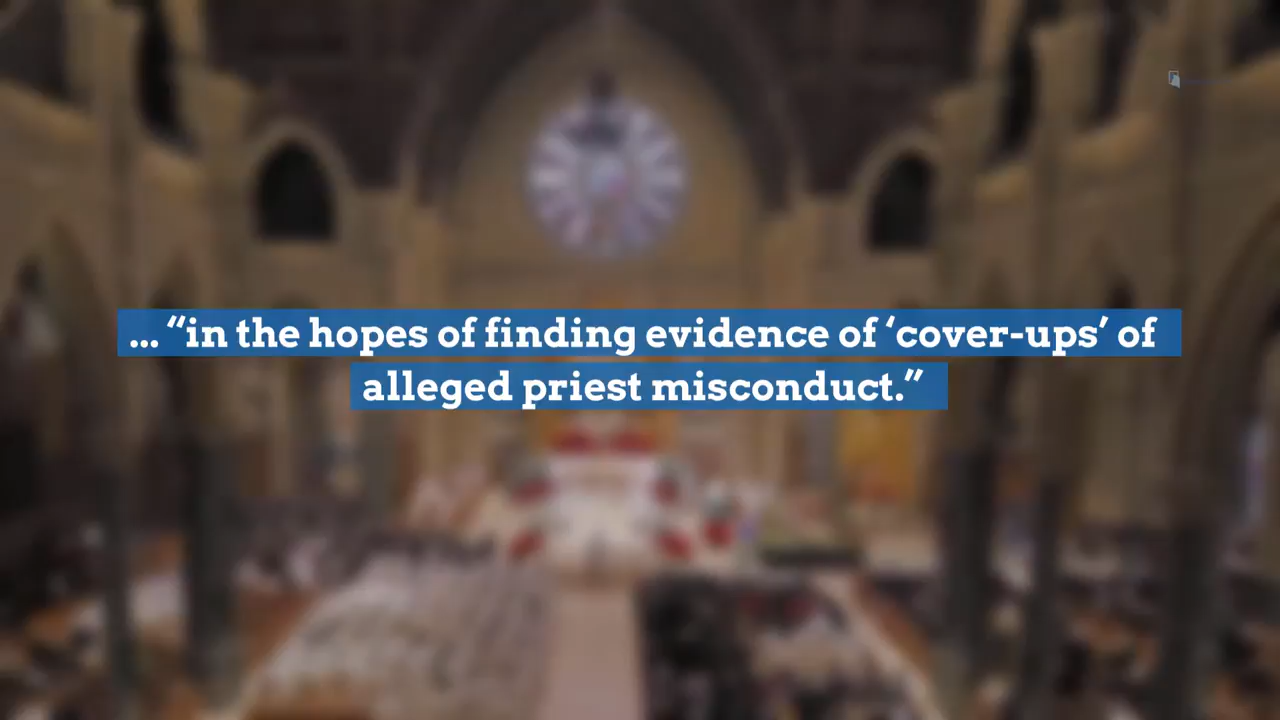 ... “in the hopes of finding evidence of ‘cover-ups’ of
alleged priest misconduct.”